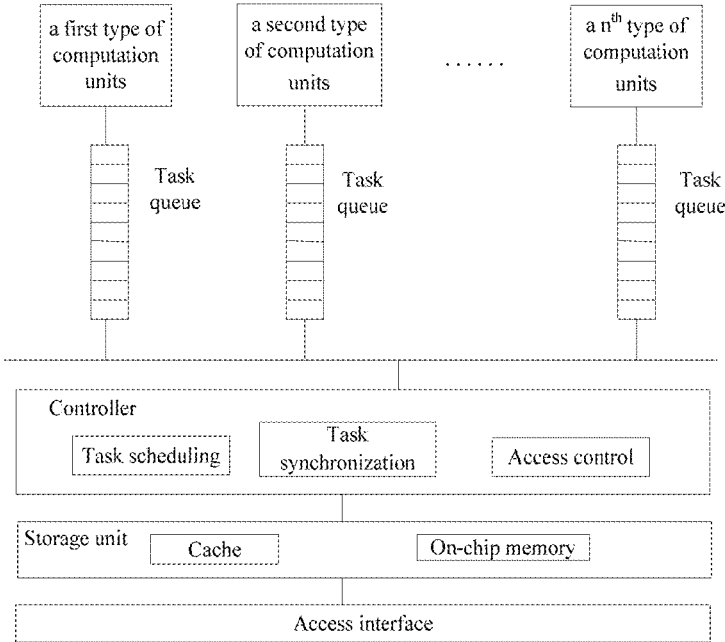 a first type of
computation
units
a second type
of computation
units
......
a nth type of
computation
units
Task
queue
Task
queue
Task
queue
Controller
Task scheduling
Task
synchronization
Access control
Storage unit
Cache
On-chip memory
Access interface